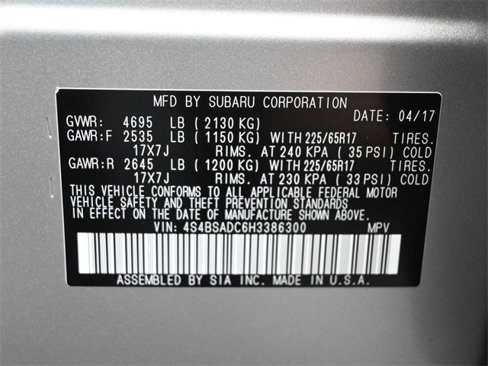 MFD BY SUBARU CORPORATION
GVWR: 4695 LB ( 2130 KG) DATE: 04/17
GAWR:F 2535 LB ( 1150 KG) WITH 225/65R17 TIRES.
17X7J RIMS. AT 240 KPA ( 35 PSI) COLD
GAWR:R 2645 LB ( 1200 KG) WITH 225/65R17 TIRES.
17X7J RIMS. AT 230 KPA ( 33 PSI) COLD
THIS VEHICLE CONFORMS TO ALL APPLICABLE FEDERAL MOTOR
VEHICLE SAFETY AND THEFT PREVENTION STANDARDS
IN EFFECT ON THE DATE OF MANUFACTURE SHOWN ABOVE.
VIN: 4S4BSADC6H3386300 MPV
ASSEMBLED BY SIA INC. MADE IN U.S.A.